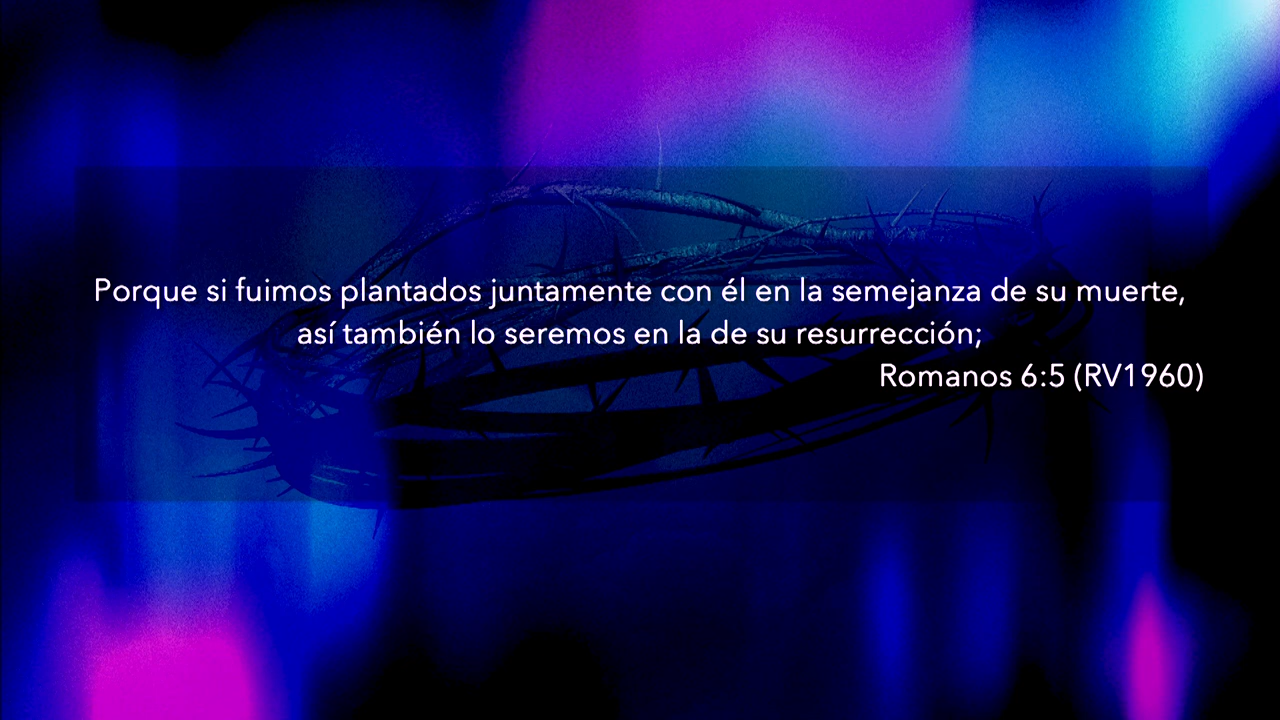 Porque si fuimos plantados juntamente con él en la semejanza de su muerte,
así también lo seremos en la de su resurrección;
Romanos 6:5 (RV1960)